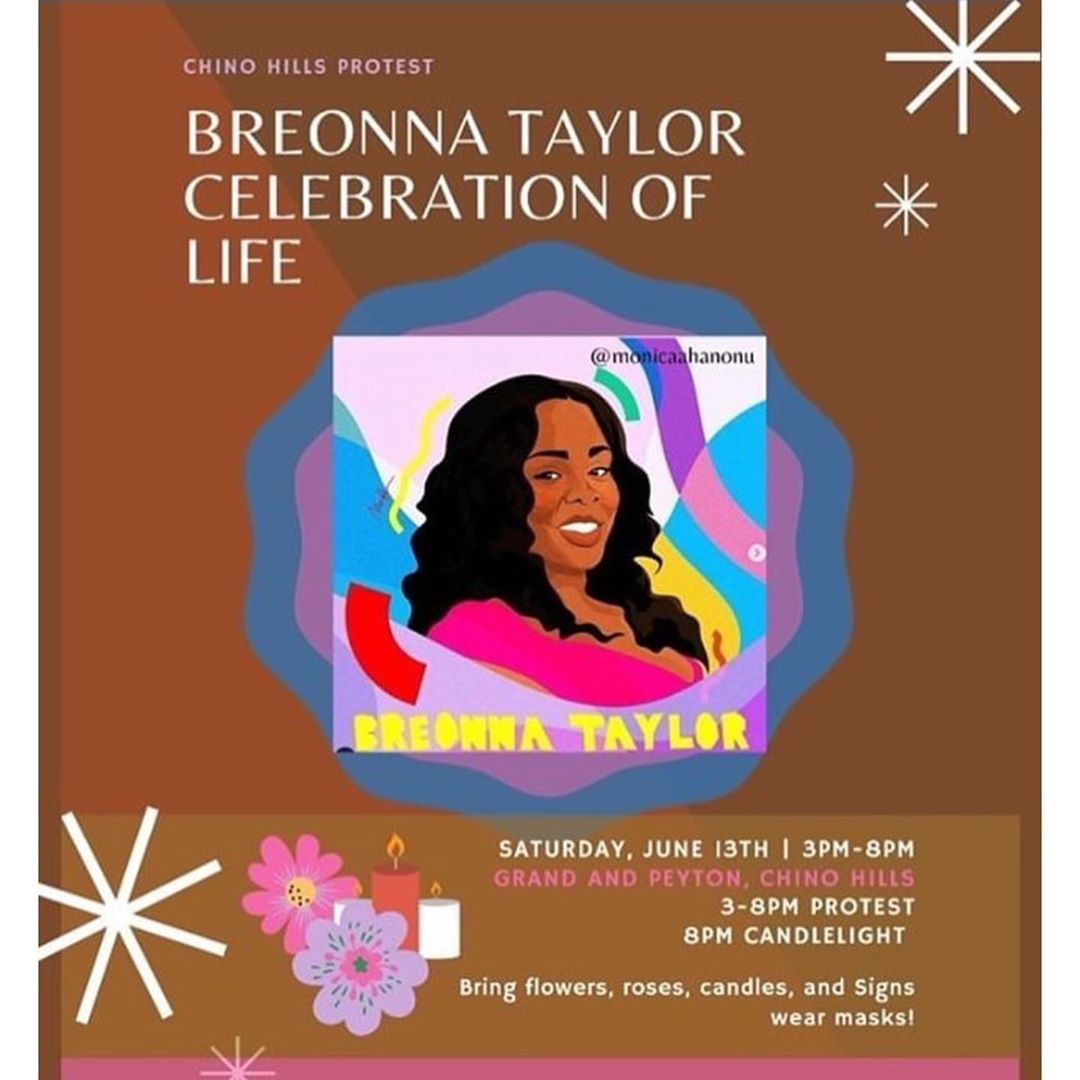 CHINO HILLS PROTEST
BREONNA TAYLOR
CELEBRATION OF
LIFE
@monicaahanonu
BREONNA TAYLOR
SATURDAY, JUNE 13TH | 3PM-8PM
GRAND AND PEYTON, CHINO HILLS
3-8PM PROTEST
8PM CANDLELIGHT
Bring flowers, roses, candles, and Signs
wear masks!